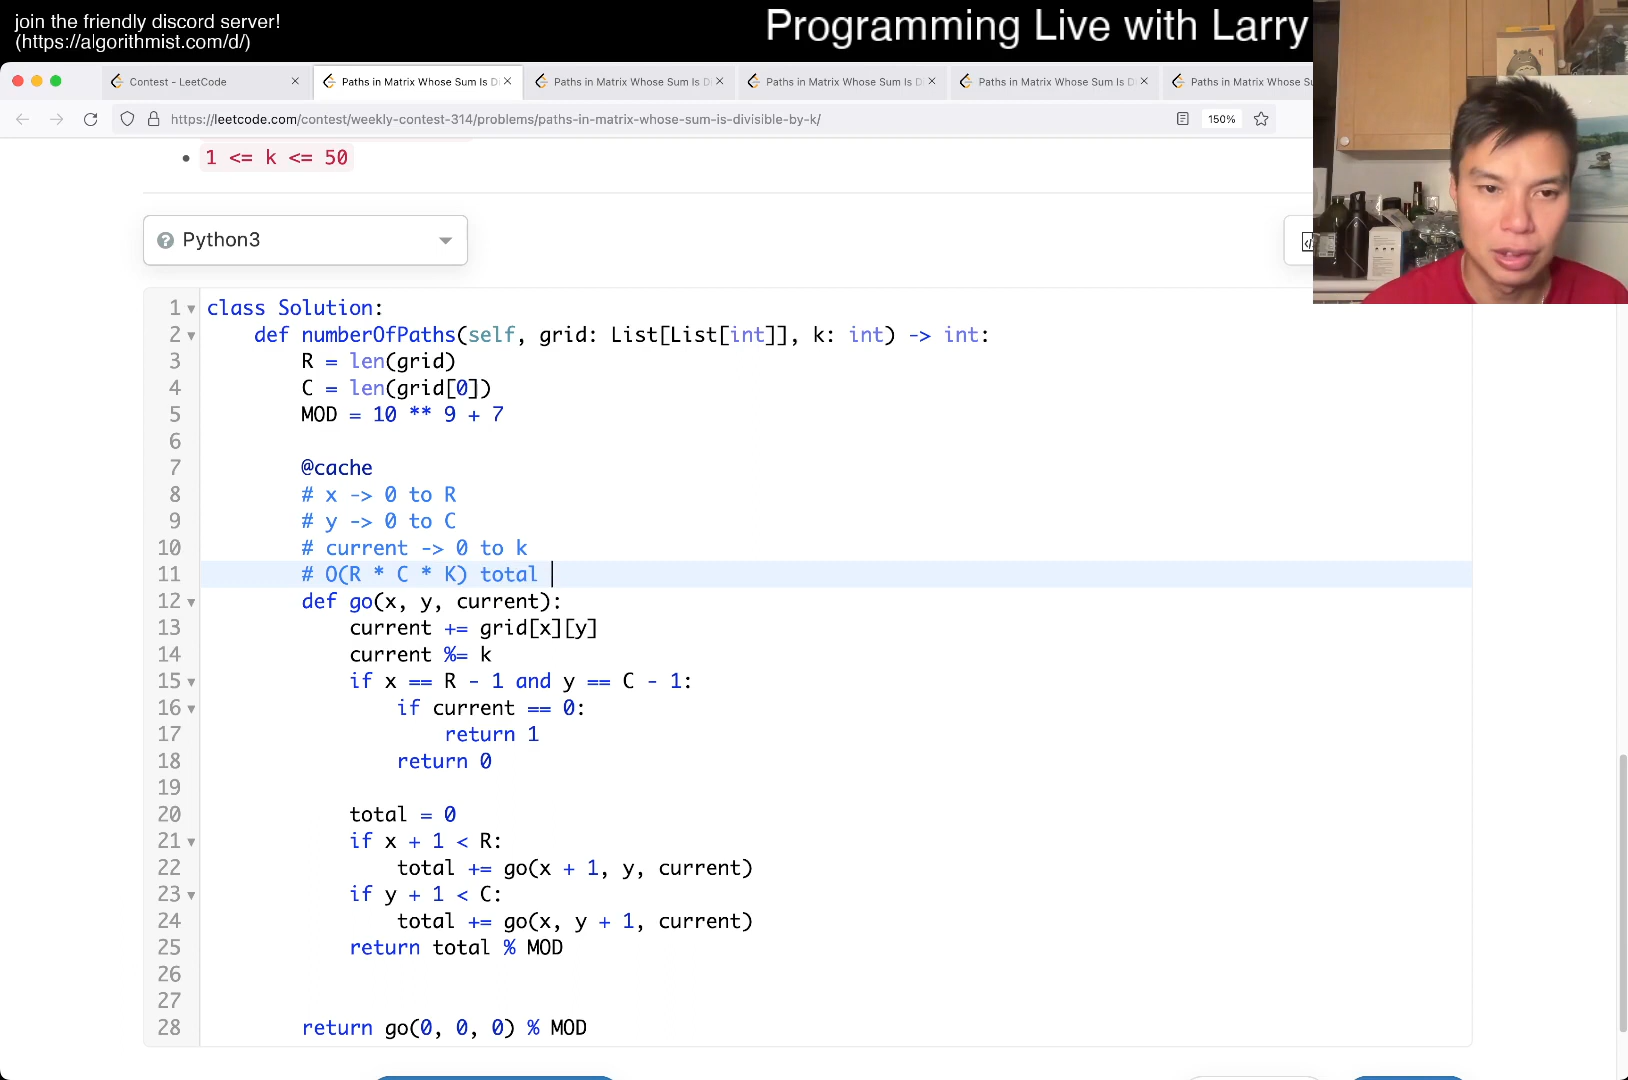 join the friendly discord server!
(https://algorithmist.com/d/)
Programming Live with Larry
Contest - LeetCode
Paths in Matrix Whose Sum Is Di
Paths in Matrix Whose Sum Is Di
Paths in Matrix Whose Sum Is D
Paths in Matrix Whose Sum Is D
Paths in Matrix Whose Su
https://leetcode.com/contest/weekly-contest-314/problems/paths-in-matrix-whose-sum-is-divisible-by-k/
150%
• 1 <= k <= 50
Python3
1 class Solution:
2 def numberOfPaths(self, grid: List[List[int]], k: int) -> int:
3 R = len(grid)
4 C = len(grid[0])
5 MOD = 10 ** 9 + 7
6
7 @cache
8 # x -> 0 to R
9 # y -> 0 to C
10 # current -> 0 to k
11 # O(R * C * K) total
12 def go(x, y, current):
13 current += grid[x][y]
14 current %= k
15 if x == R - 1 and y == C - 1:
16 if current == 0:
17 return 1
18 return 0
19
20 total = 0
21 if x + 1 < R:
22 total += go(x + 1, y, current)
23 if y + 1 < C:
24 total += go(x, y + 1, current)
25 return total % MOD
26
27
28 return go(0, 0, 0) % MOD